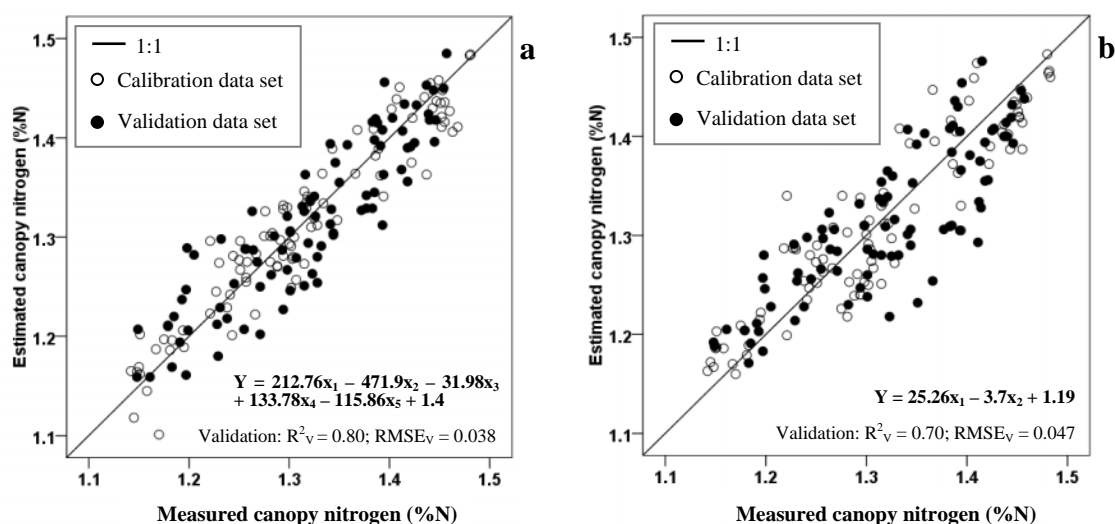 a
1:1
Calibration data set
Validation data set
1.5
1.4
1.3
1.2
1.1
Estimated canopy nitrogen (%N)
Y = 212.76x₁ – 471.9x₂ – 31.98x₃
+ 133.78x₄ – 115.86x₅ + 1.4
Validation: R²ᵥ = 0.80; RMSEᵥ = 0.038
1.1 1.2 1.3 1.4 1.5
Measured canopy nitrogen (%N)
b
1:1
Calibration data set
Validation data set
1.5
1.4
1.3
1.2
1.1
Estimated canopy nitrogen (%N)
Y = 25.26x₁ – 3.7x₂ + 1.19
Validation: R²ᵥ = 0.70; RMSEᵥ = 0.047
1.1 1.2 1.3 1.4 1.5
Measured canopy nitrogen (%N)